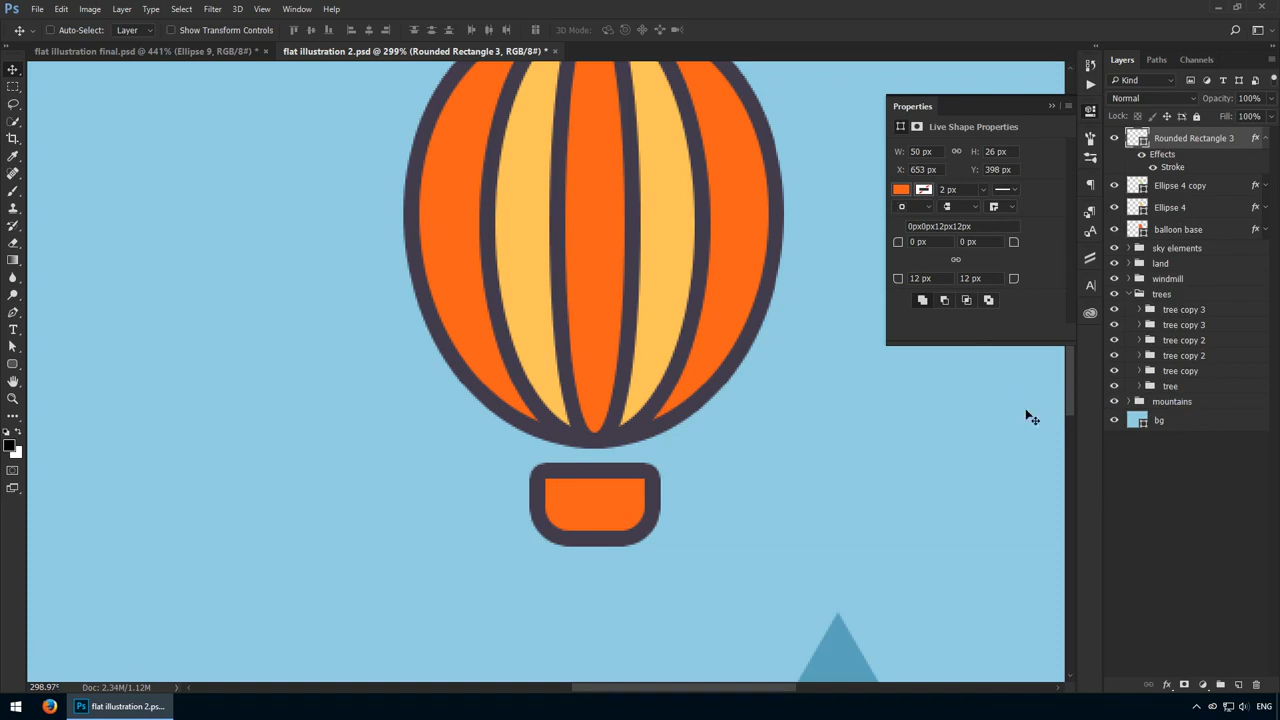 Ps File Edit Image Layer Type Select Filter 3D View Window Help
Auto-Select: Layer Show Transform Controls 3D Mode:
flat illustration final.psd @ 441% (Ellipse 9, RGB/8#) * × flat illustration 2.psd @ 299% (Rounded Rectangle 3, RGB/8#) * ×
Layers Paths Channels
Kind
Normal Opacity: 100%
Lock: Fill: 100%
Properties
Live Shape Properties
W: 50 px H: 26 px
X: 653 px Y: 398 px
2 px
0px0px12px12px
0 px 0 px
12 px 12 px
Rounded Rectangle 3 fx
Effects
Stroke
Ellipse 4 copy fx
Ellipse 4 fx
balloon base fx
sky elements
land
windmill
trees
tree copy 3
tree copy 3
tree copy 2
tree copy 2
tree copy
tree
mountains
bg
298.97% Doc: 2.34M/1.12M
fx
Ps flat illustration 2.ps... ENG